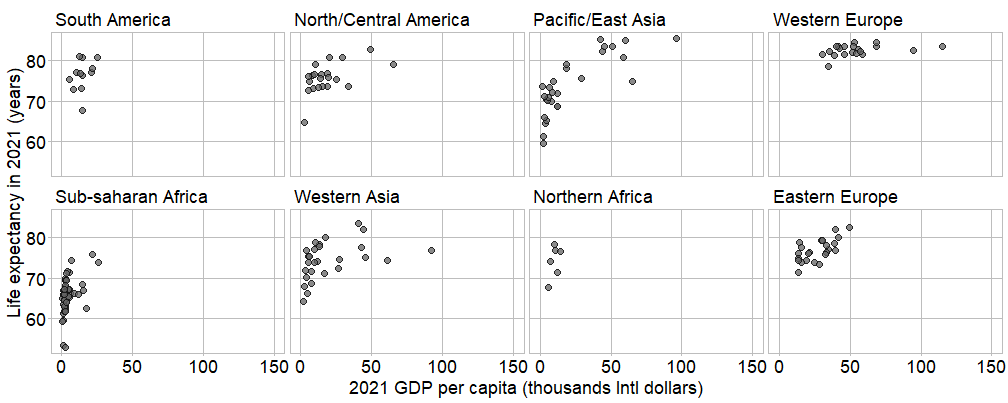 South America
North/Central America
Pacific/East Asia
Western Europe
80
70
60
Sub-saharan Africa
Western Asia
Northern Africa
Eastern Europe
80
70
60
0 50 100 150 0 50 100 150 0 50 100 150 0 50 100 150
2021 GDP per capita (thousands Intl dollars)
Life expectancy in 2021 (years)